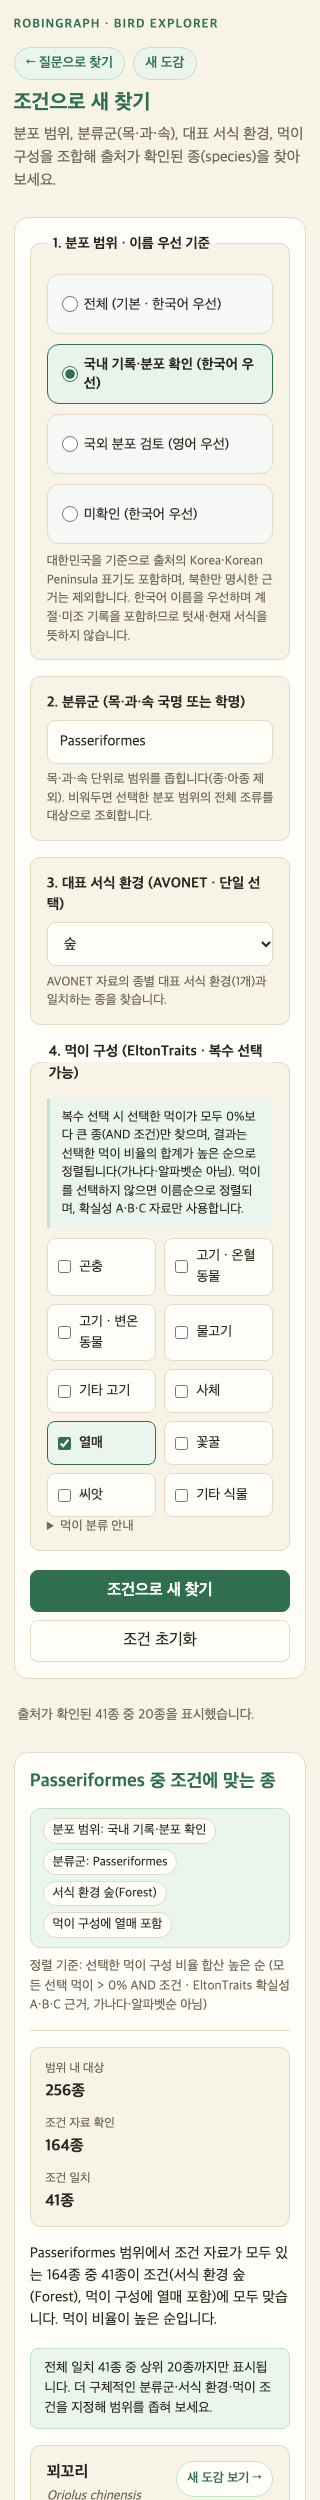 ROBINGRAPH · BIRD EXPLORER
← 질문으로 찾기
새 도감
조건으로 새 찾기
분포 범위, 분류군(목·과·속), 대표 서식 환경, 먹이
구성을 조합해 출처가 확인된 종(species)을 찾아
보세요.
1. 분포 범위 · 이름 우선 기준
전체 (기본 · 한국어 우선)
국내 기록·분포 확인 (한국어 우
선)
국외 분포 검토 (영어 우선)
미확인 (한국어 우선)
대한민국을 기준으로 출처의 Korea·Korean
Peninsula 표기도 포함하며, 북한만 명시한 근
거는 제외합니다. 한국어 이름을 우선하며 계
절·미조 기록을 포함하므로 텃새·현재 서식을
뜻하지 않습니다.
2. 분류군 (목·과·속 국명 또는 학명)
Passeriformes
목·과·속 단위로 범위를 좁힙니다(종·아종 제
외). 비워두면 선택한 분포 범위의 전체 조류를
대상으로 조회합니다.
3. 대표 서식 환경 (AVONET · 단일 선
택)
숲
AVONET 자료의 종별 대표 서식 환경(1개)과
일치하는 종을 찾습니다.
4. 먹이 구성 (EltonTraits · 복수 선택
가능)
복수 선택 시 선택한 먹이가 모두 0%보
다 큰 종(AND 조건)만 찾으며, 결과는
선택한 먹이 비율의 합계가 높은 순으로
정렬됩니다(가나다·알파벳순 아님). 먹이
를 선택하지 않으면 이름순으로 정렬되
며, 확실성 A·B·C 자료만 사용합니다.
곤충
고기 · 온혈
동물
고기 · 변온
동물
물고기
기타 고기
사체
열매
꽃꿀
씨앗
기타 식물
▶ 먹이 분류 안내
조건으로 새 찾기
조건 초기화
출처가 확인된 41종 중 20종을 표시했습니다.
Passeriformes 중 조건에 맞는 종
분포 범위: 국내 기록·분포 확인
분류군: Passeriformes
서식 환경 숲(Forest)
먹이 구성에 열매 포함
정렬 기준: 선택한 먹이 구성 비율 합산 높은 순 (모
든 선택 먹이 > 0% AND 조건 · EltonTraits 확실성
A·B·C 근거, 가나다·알파벳순 아님)
범위 내 대상
256종
조건 자료 확인
164종
조건 일치
41종
Passeriformes 범위에서 조건 자료가 모두 있
는 164종 중 41종이 조건(서식 환경 숲
(Forest), 먹이 구성에 열매 포함)에 모두 맞습
니다. 먹이 비율이 높은 순입니다.
전체 일치 41종 중 상위 20종까지만 표시됩
니다. 더 구체적인 분류군·서식 환경·먹이 조
건을 지정해 범위를 좁혀 보세요.
꾀꼬리
새 도감 보기 →
Oriolus chinensis